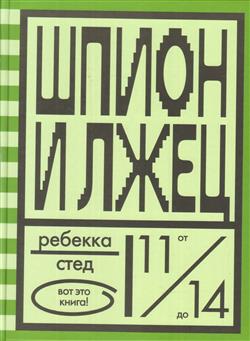 ШПИОН
И ЛЖЕЦ
ребекка
стед
вот это
книга!
от
11
до
14